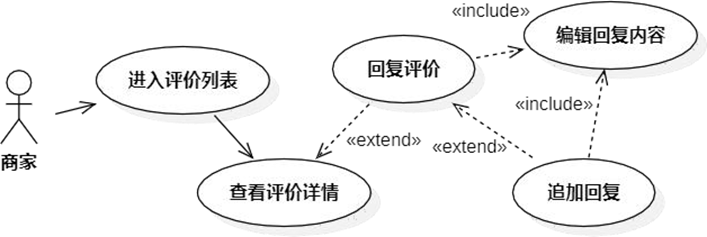 «include»
编辑回复内容
进入评价列表
回复评价
«include»
商家
«extend»
«extend»
查看评价详情
追加回复